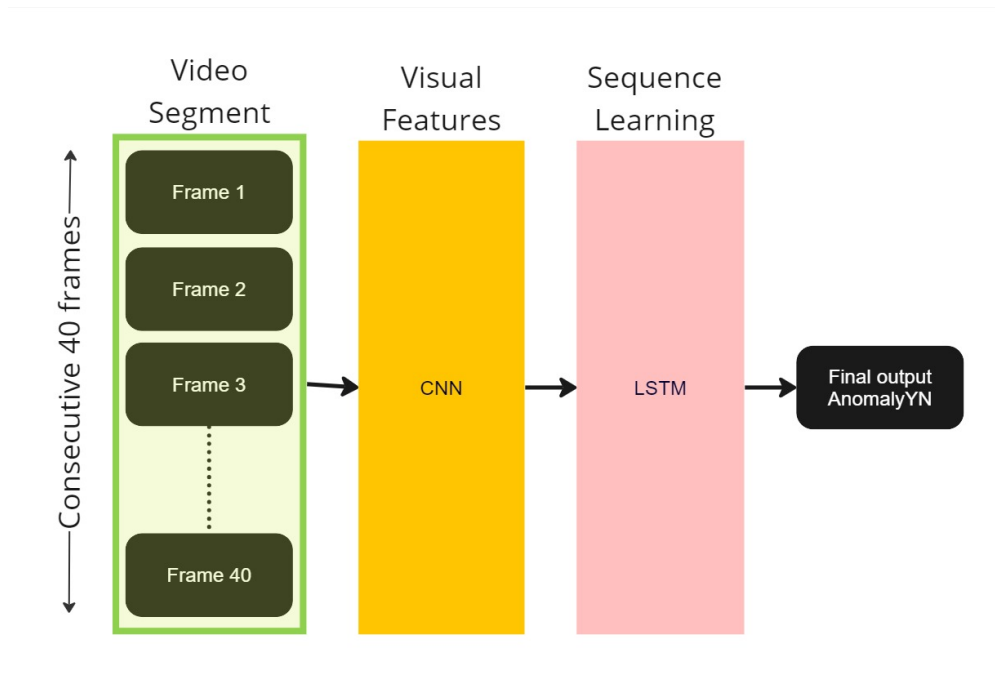 Video
Segment
Visual
Features
Sequence
Learning
Consecutive 40 frames
Frame 1
Frame 2
Frame 3
Frame 40
CNN
LSTM
Final output
AnomalyYN